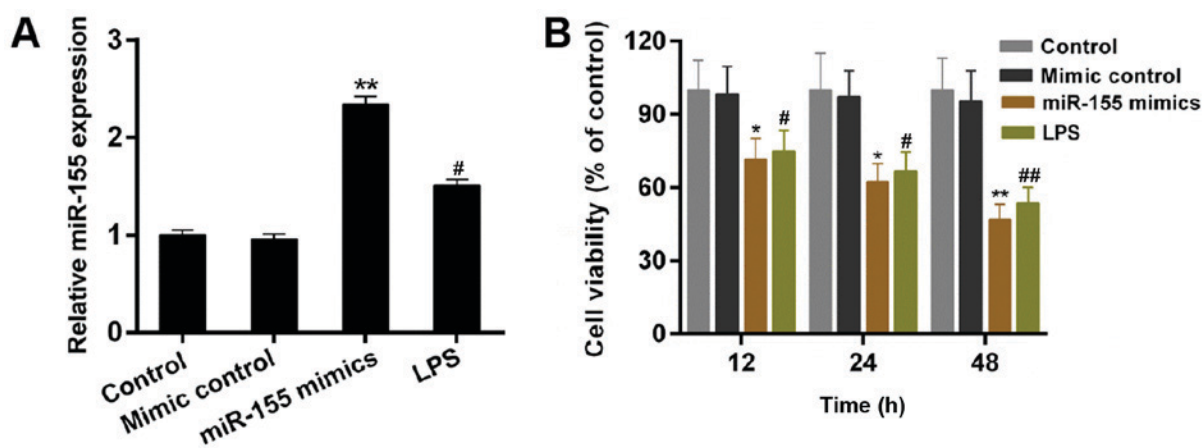 A
Relative miR-155 expression
3
2
1
0
**
#
Control
Mimic control
miR-155 mimics
LPS
B
Cell viability (% of control)
120
90
60
30
0
* #
* #
** ##
12 24 48
Time (h)
Control
Mimic control
miR-155 mimics
LPS